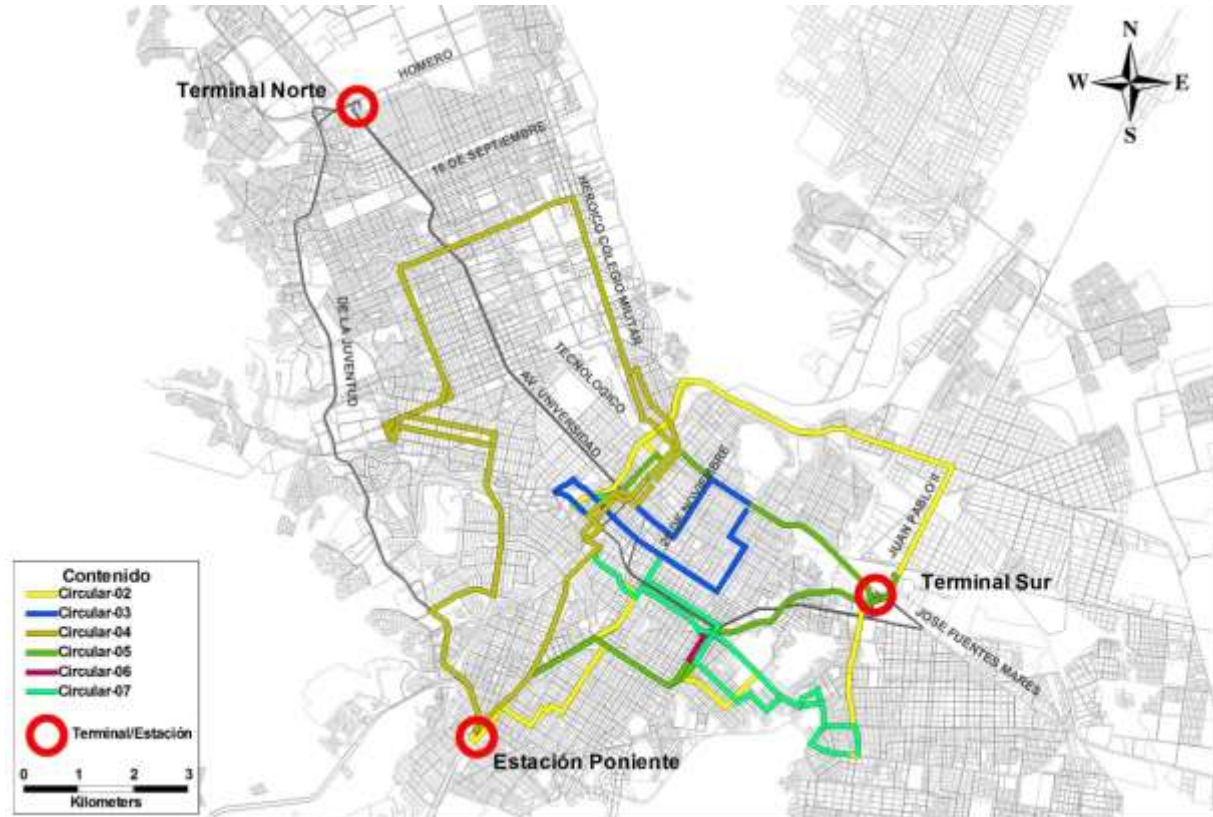 N
W E
S
Terminal Norte
HOMERO
16 DE SEPTIEMBRE
HEROICO COLEGIO MILITAR
DE LA JUVENTUD
TECNOLOGICO
AV. UNIVERSIDAD
20 DE NOVIEMBRE
JUAN PABLO II
Terminal Sur
JOSE FUENTES MARES
Estación Poniente
Contenido
Circular-02
Circular-03
Circular-04
Circular-05
Circular-06
Circular-07
Terminal/Estación
0 1 2 3
Kilometers